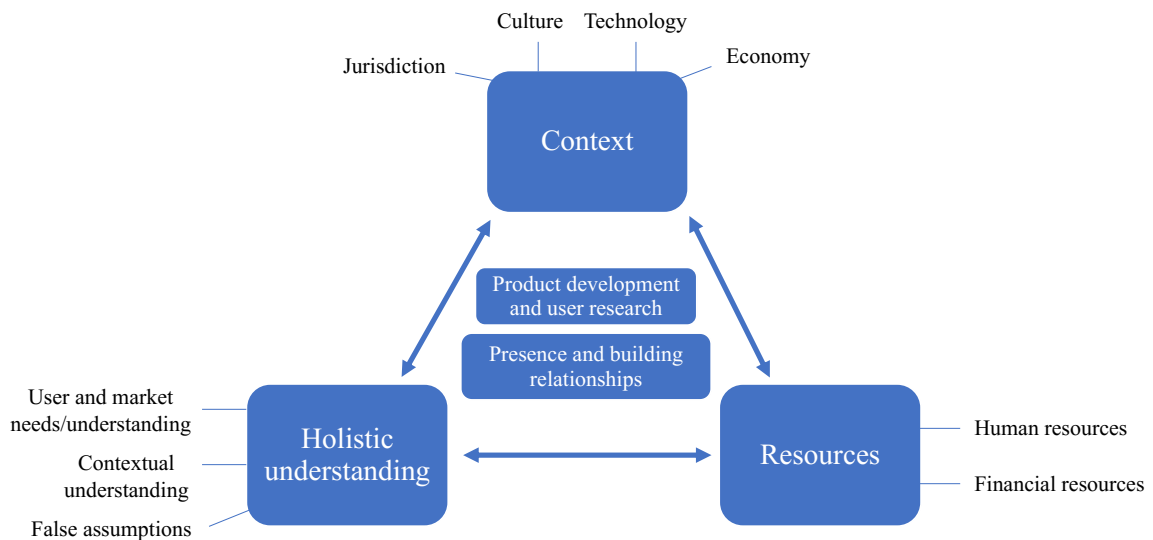 Culture
Technology
Jurisdiction
Economy
Context
Product development
and user research
Presence and building
relationships
User and market
needs/understanding
Contextual
understanding
False assumptions
Holistic
understanding
Resources
Human resources
Financial resources